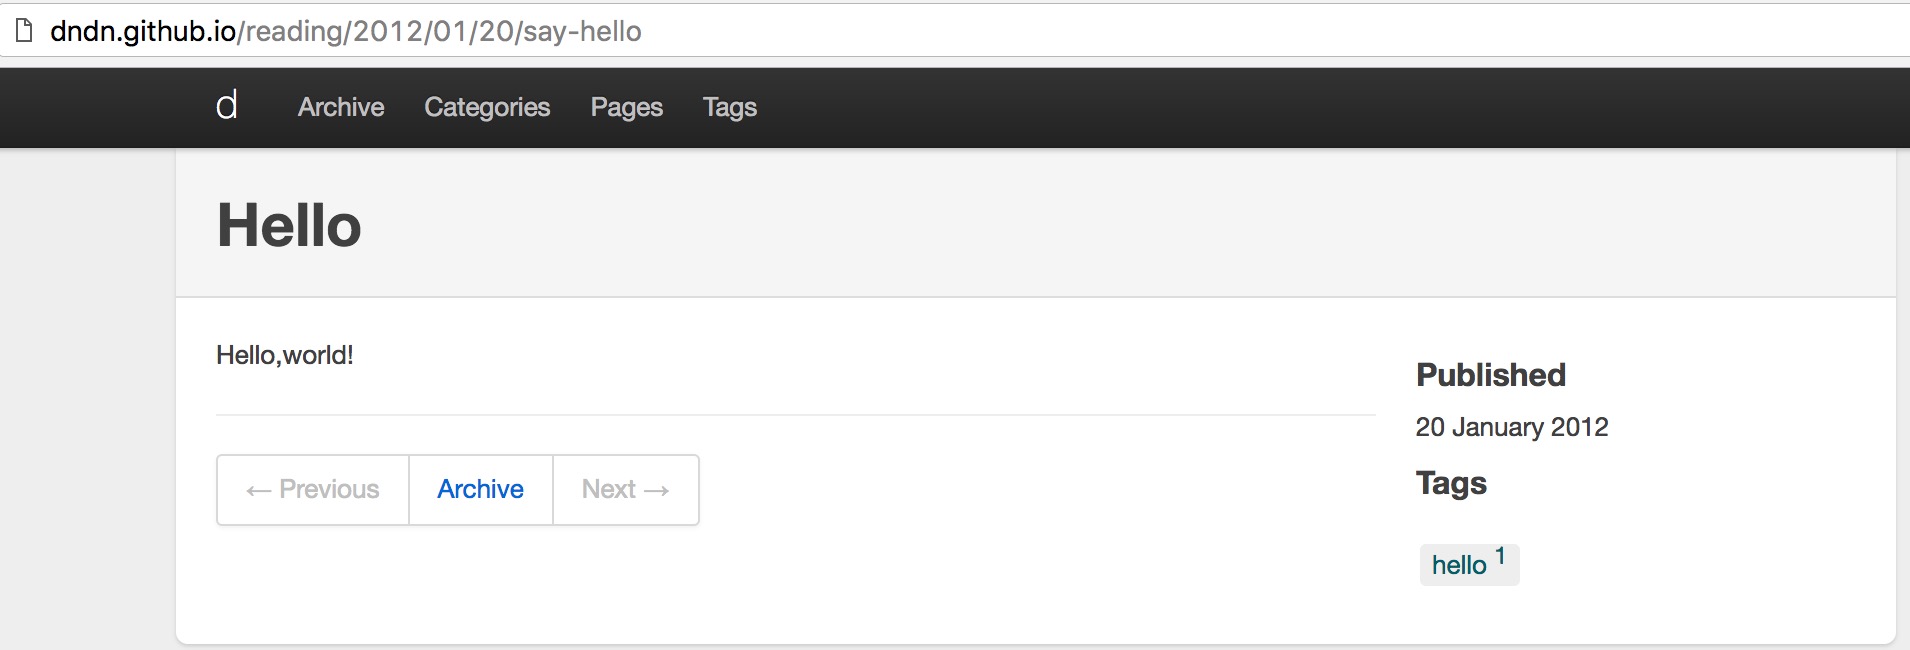 dndn.github.io/reading/2012/01/20/say-hello
d Archive Categories Pages Tags
Hello
Hello,world!
← Previous Archive Next →
Published
20 January 2012
Tags
hello 1